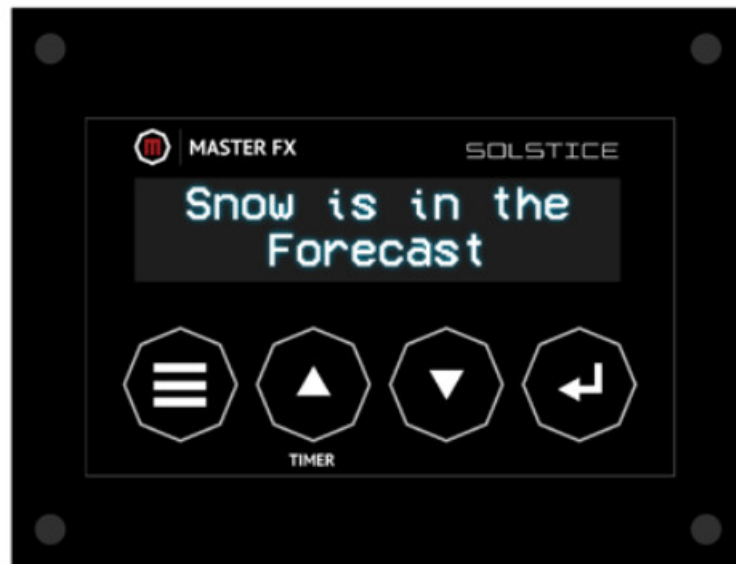 MASTER FX
SOLSTICE
Snow is in the
Forecast
TIMER